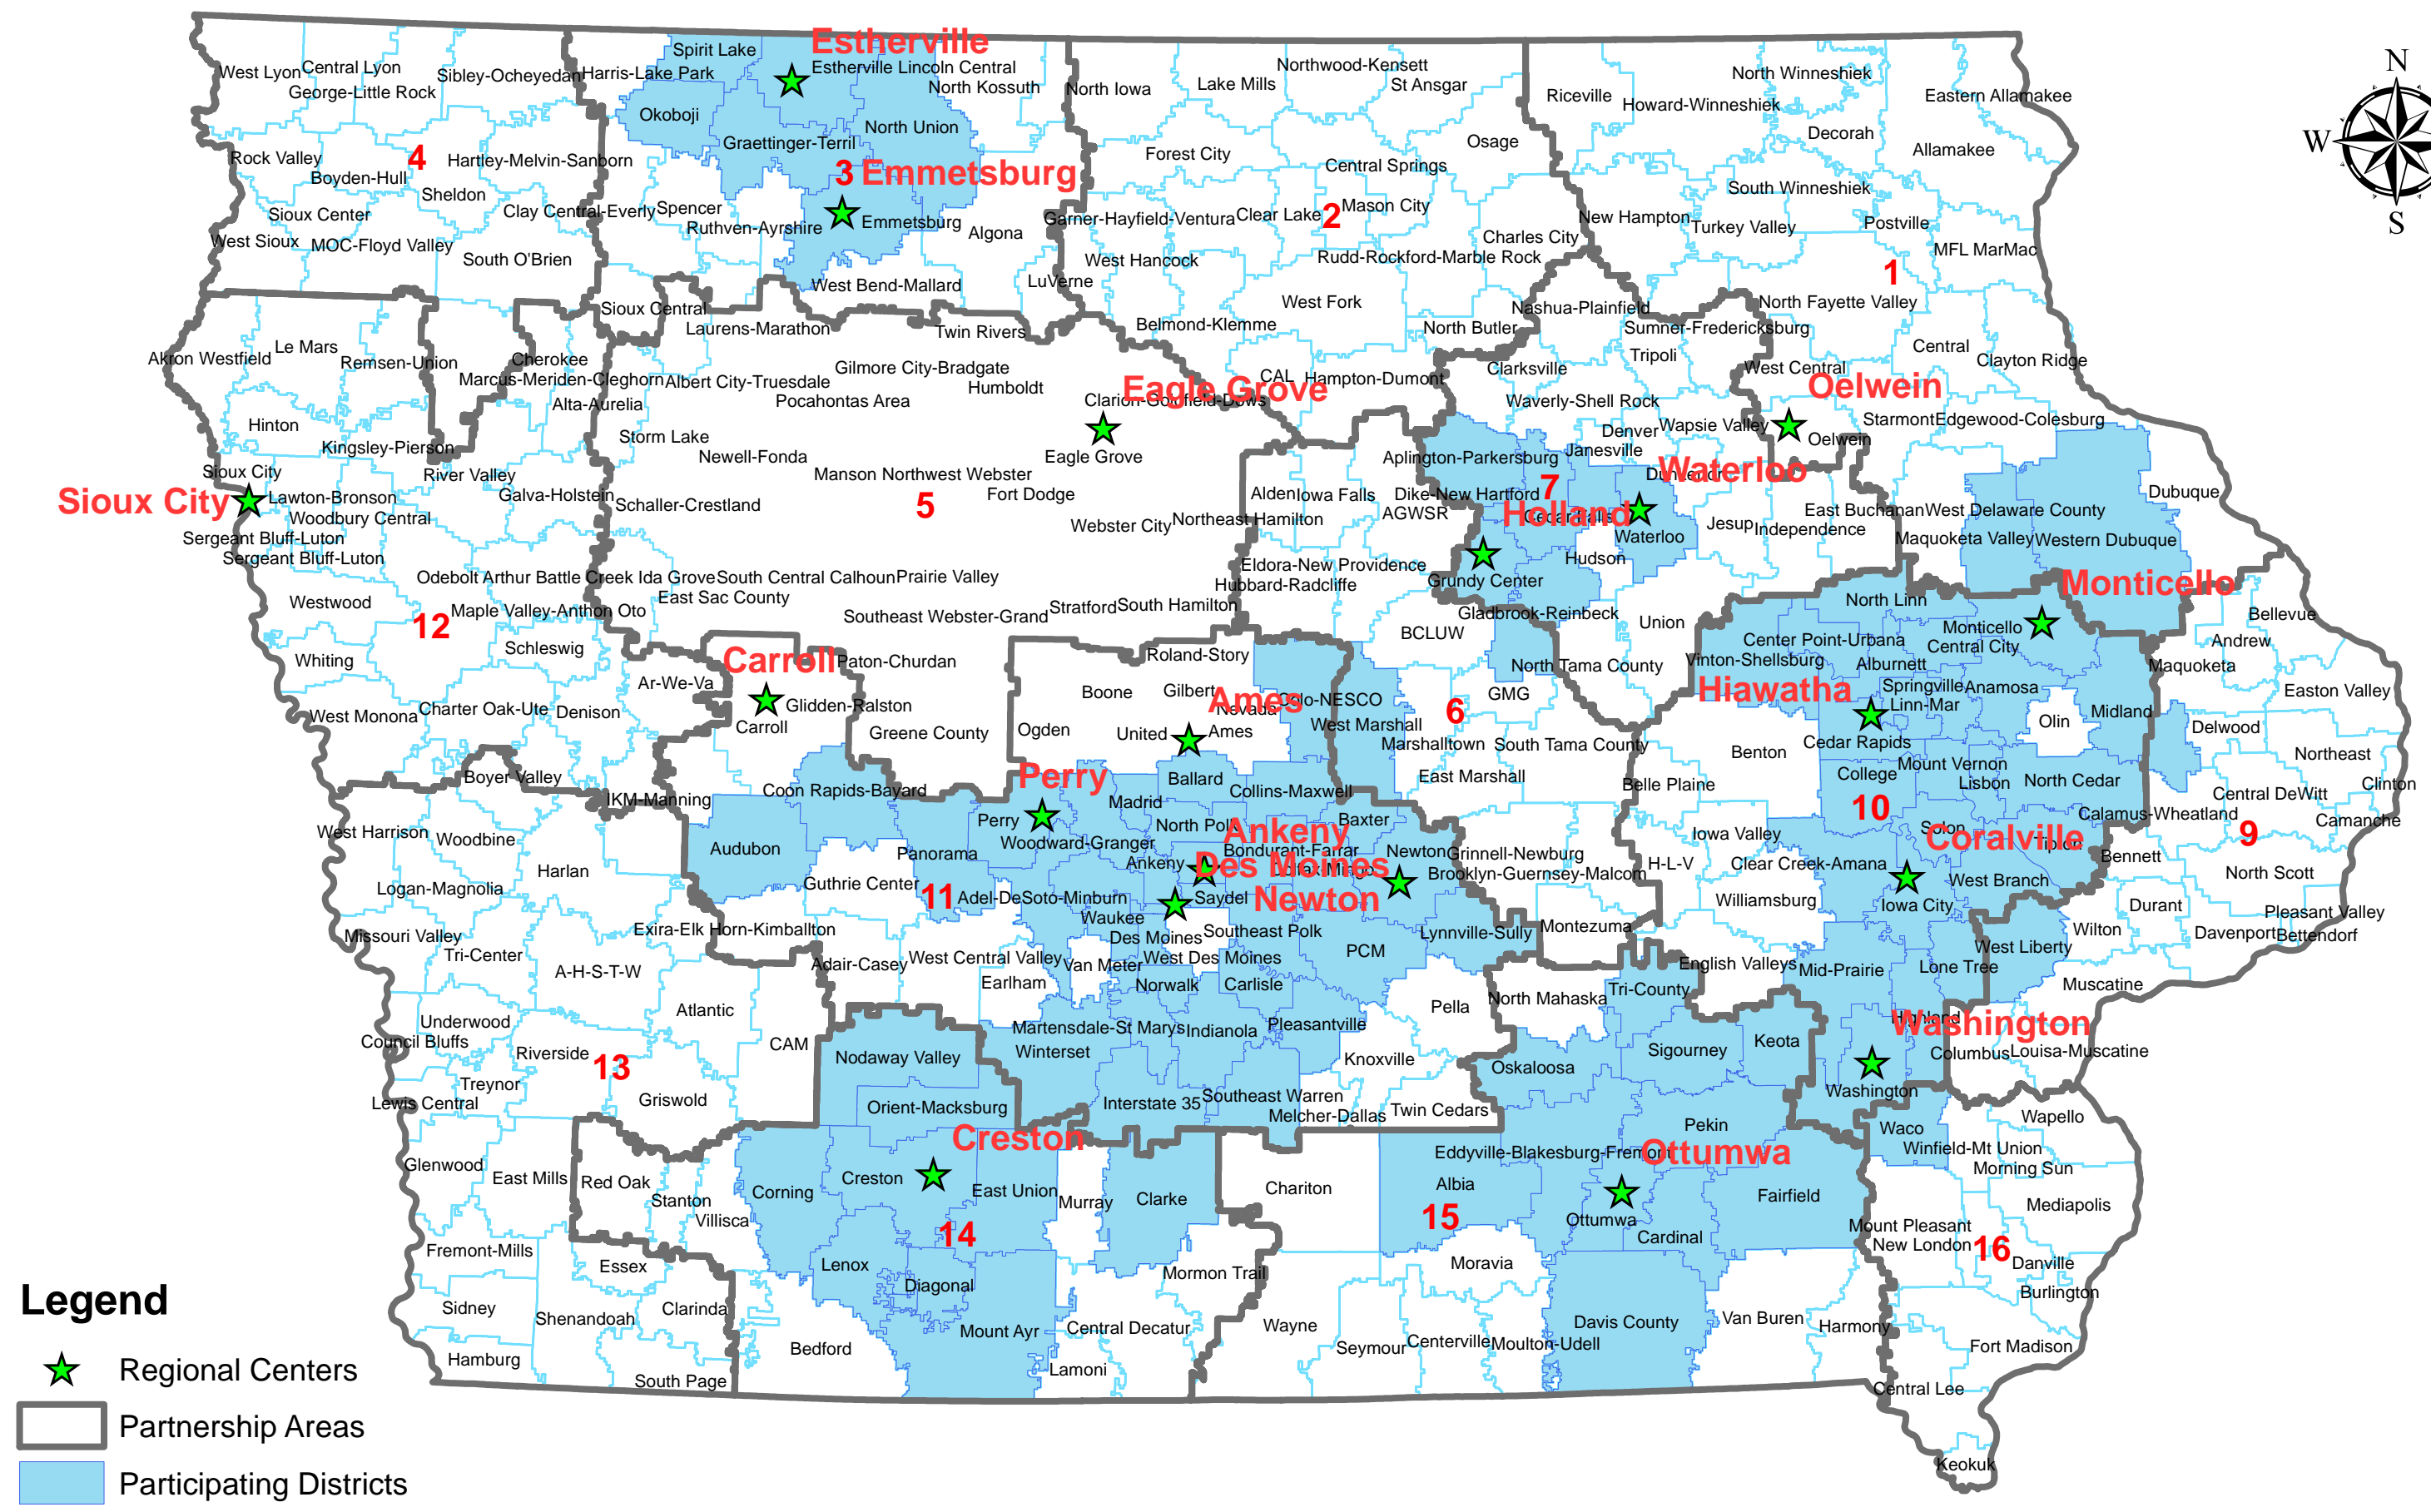 Estherville
Spirit Lake
West Lyon
Central Lyon
Sibley-Ocheyedan
Harris-Lake Park
Estherville Lincoln Central
George-Little Rock
North Kossuth
North Iowa
Lake Mills
Northwood-Kensett
St Ansgar
Riceville
North Winneshiek
Howard-Winneshiek
Eastern Allamakee
N
W
S
Okoboji
North Union
Graettinger-Terril
Osage
Decorah
Allamakee
Rock Valley
4
Hartley-Melvin-Sanborn
Boyden-Hull
Sheldon
3
Emmetsburg
Forest City
Central Springs
South Winneshiek
Sioux Center
Clay Central-Everly
Spencer
Ruthven-Ayrshire
Emmetsburg
Algona
Garner-Hayfield-Ventura
Clear Lake
2
Mason City
New Hampton
Turkey Valley
Postville
West Sioux
MOC-Floyd Valley
South O'Brien
Charles City
MFL MarMac
West Hancock
Rudd-Rockford-Marble Rock
1
West Bend-Mallard
LuVerne
Sioux Central
West Fork
Nashua-Plainfield
North Fayette Valley
Laurens-Marathon
Twin Rivers
Belmond-Klemme
North Butler
Sumner-Fredericksburg
Akron Westfield
Le Mars
Remsen-Union
Cherokee
Tripoli
Central
Clayton Ridge
Marcus-Meriden-Cleghorn
Albert City-Truesdale
Gilmore City-Bradgate
Humboldt
Eagle Grove
CAL
Hampton-Dumont
Clarksville
West Central
Oelwein
Alta-Aurelia
Pocahontas Area
Clarion-Goldfield-Dows
Waverly-Shell Rock
Hinton
Storm Lake
Denver
Wapsie Valley
Oelwein
Starmont
Edgewood-Colesburg
Kingsley-Pierson
Newell-Fonda
Eagle Grove
Aplington-Parkersburg
Janesville
Waterloo
Sioux City
River Valley
Manson Northwest Webster
Sioux City
Lawton-Bronson
Galva-Holstein
Schaller-Crestland
5
Fort Dodge
Alden
Iowa Falls
Dike-New Hartford
7
Dubuque
Woodbury Central
Webster City
Northeast Hamilton
AGWSR
Holland
Cedar Falls
Jesup
Independence
East Buchanan
West Delaware County
Sergeant Bluff-Luton
Waterloo
Maquoketa Valley
Western Dubuque
Sergeant Bluff-Luton
Hudson
Odebolt Arthur Battle Creek Ida Grove
South Central Calhoun
Prairie Valley
Eldora-New Providence
Hubbard-Radcliffe
Grundy Center
Monticello
Westwood
12
Maple Valley-Anthon Oto
East Sac County
Southeast Webster-Grand
Stratford
South Hamilton
Gladbrook-Reinbeck
Union
North Linn
Monticello
Bellevue
Schleswig
BCLUW
Center Point-Urbana
Central City
Andrew
Whiting
Carroll
Paton-Churdan
Roland-Story
North Tama County
Vinton-Shellsburg
Alburnett
Maquoketa
Ar-We-Va
Boone
Gilbert
Ames
Colo-NESCO
GMG
Hiawatha
Springville
Anamosa
Easton Valley
West Monona
Charter Oak-Ute
Denison
Glidden-Ralston
Nevada
6
Linn-Mar
Midland
Carroll
Greene County
Ogden
United
Ames
West Marshall
Marshalltown
South Tama County
Benton
Cedar Rapids
Olin
Delwood
Boyer Valley
Perry
Ballard
East Marshall
Belle Plaine
College
Mount Vernon
Lisbon
North Cedar
Northeast
Clinton
IKM-Manning
Coon Rapids-Bayard
Madrid
Collins-Maxwell
10
Central DeWitt
West Harrison
Woodbine
Perry
North Polk
Ankeny
Baxter
Iowa Valley
Solon
Coralville
Calamus-Wheatland
Camanche
9
Audubon
Panorama
Woodward-Granger
Bondurant-Farrar
Newton
Grinnell-Newburg
Tipton
Harlan
Ankeny
Des Moines
Brooklyn-Guernsey-Malcom
H-L-V
Clear Creek-Amana
Bennett
Logan-Magnolia
Guthrie Center
11
Adel-DeSoto-Minburn
Saydel
Newton
Williamsburg
West Branch
North Scott
Iowa City
Durant
Pleasant Valley
Missouri Valley
Exira-Elk Horn-Kimballton
Waukee
Des Moines
Southeast Polk
Lynnville-Sully
Montezuma
Wilton
Davenport
Bettendorf
Tri-Center
A-H-S-T-W
Adair-Casey
West Central Valley
Van Meter
West Des Moines
PCM
English Valleys
Mid-Prairie
Lone Tree
West Liberty
Earlham
Norwalk
Carlisle
North Mahaska
Tri-County
Muscatine
Underwood
Atlantic
Pella
Council Bluffs
Riverside
13
CAM
Nodaway Valley
Martensdale-St Marys
Indianola
Pleasantville
Highland
Washington
Winterset
Knoxville
Oskaloosa
Sigourney
Keota
Columbus
Louisa-Muscatine
Treynor
Lewis Central
Griswold
Orient-Macksburg
Interstate 35
Southeast Warren
Melcher-Dallas
Twin Cedars
Washington
Creston
Pekin
Waco
Wapello
Glenwood
East Mills
Red Oak
Stanton
Corning
Creston
East Union
Murray
Clarke
Chariton
Eddyville-Blakesburg-Fremont
Ottumwa
Winfield-Mt Union
Morning Sun
Albia
Fairfield
Mediapolis
Villisca
14
15
Ottumwa
Cardinal
Mount Pleasant
New London
16
Fremont-Mills
Essex
Lenox
Diagonal
Mormon Trail
Moravia
Danville
Burlington
Legend
Sidney
Shenandoah
Clarinda
Bedford
Mount Ayr
Central Decatur
Wayne
Seymour
Centerville
Moulton-Udell
Davis County
Van Buren
Harmony
Fort Madison
Hamburg
South Page
Lamoni
Central Lee
Regional Centers
Partnership Areas
Keokuk
Participating Districts